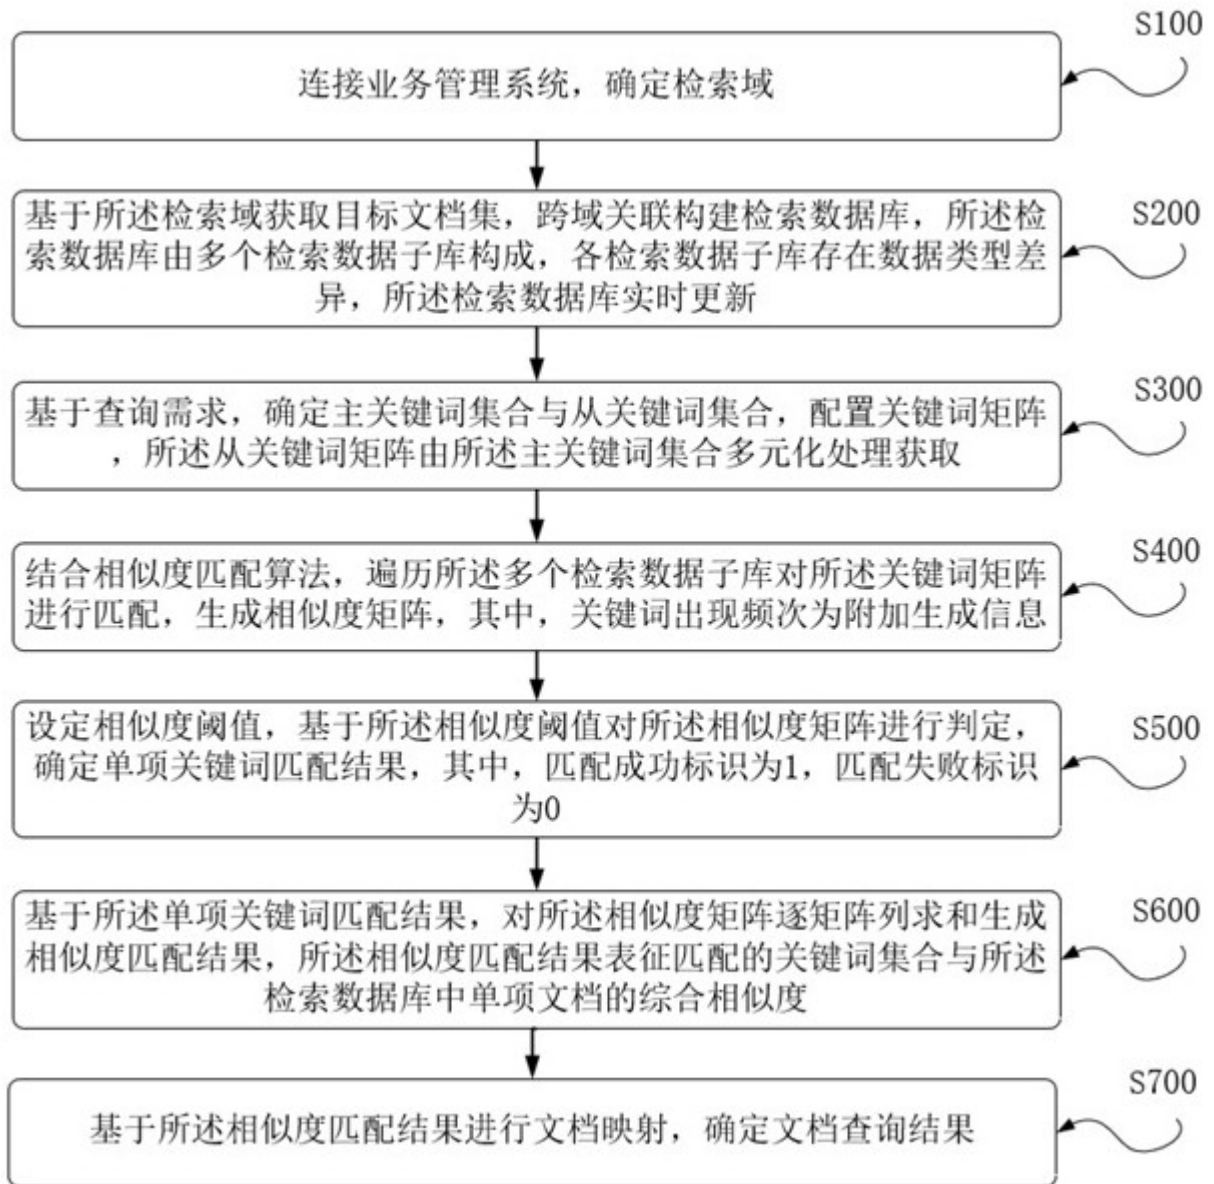 S100
连接业务管理系统，确定检索域
S200
基于所述检索域获取目标文档集，跨域关联构建检索数据库，所述检
索数据库由多个检索数据子库构成，各检索数据子库存在数据类型差
异，所述检索数据库实时更新
S300
基于查询需求，确定主关键词集合与从关键词集合，配置关键词矩阵
，所述从关键词矩阵由所述主关键词集合多元化处理获取
S400
结合相似度匹配算法，遍历所述多个检索数据子库对所述关键词矩阵
进行匹配，生成相似度矩阵，其中，关键词出现频次为附加生成信息
S500
设定相似度阈值，基于所述相似度阈值对所述相似度矩阵进行判定，
确定单项关键词匹配结果，其中，匹配成功标识为1，匹配失败标识
为0
S600
基于所述单项关键词匹配结果，对所述相似度矩阵逐矩阵列求和生成
相似度匹配结果，所述相似度匹配结果表征匹配的关键词集合与所述
检索数据库中单项文档的综合相似度
S700
基于所述相似度匹配结果进行文档映射，确定文档查询结果